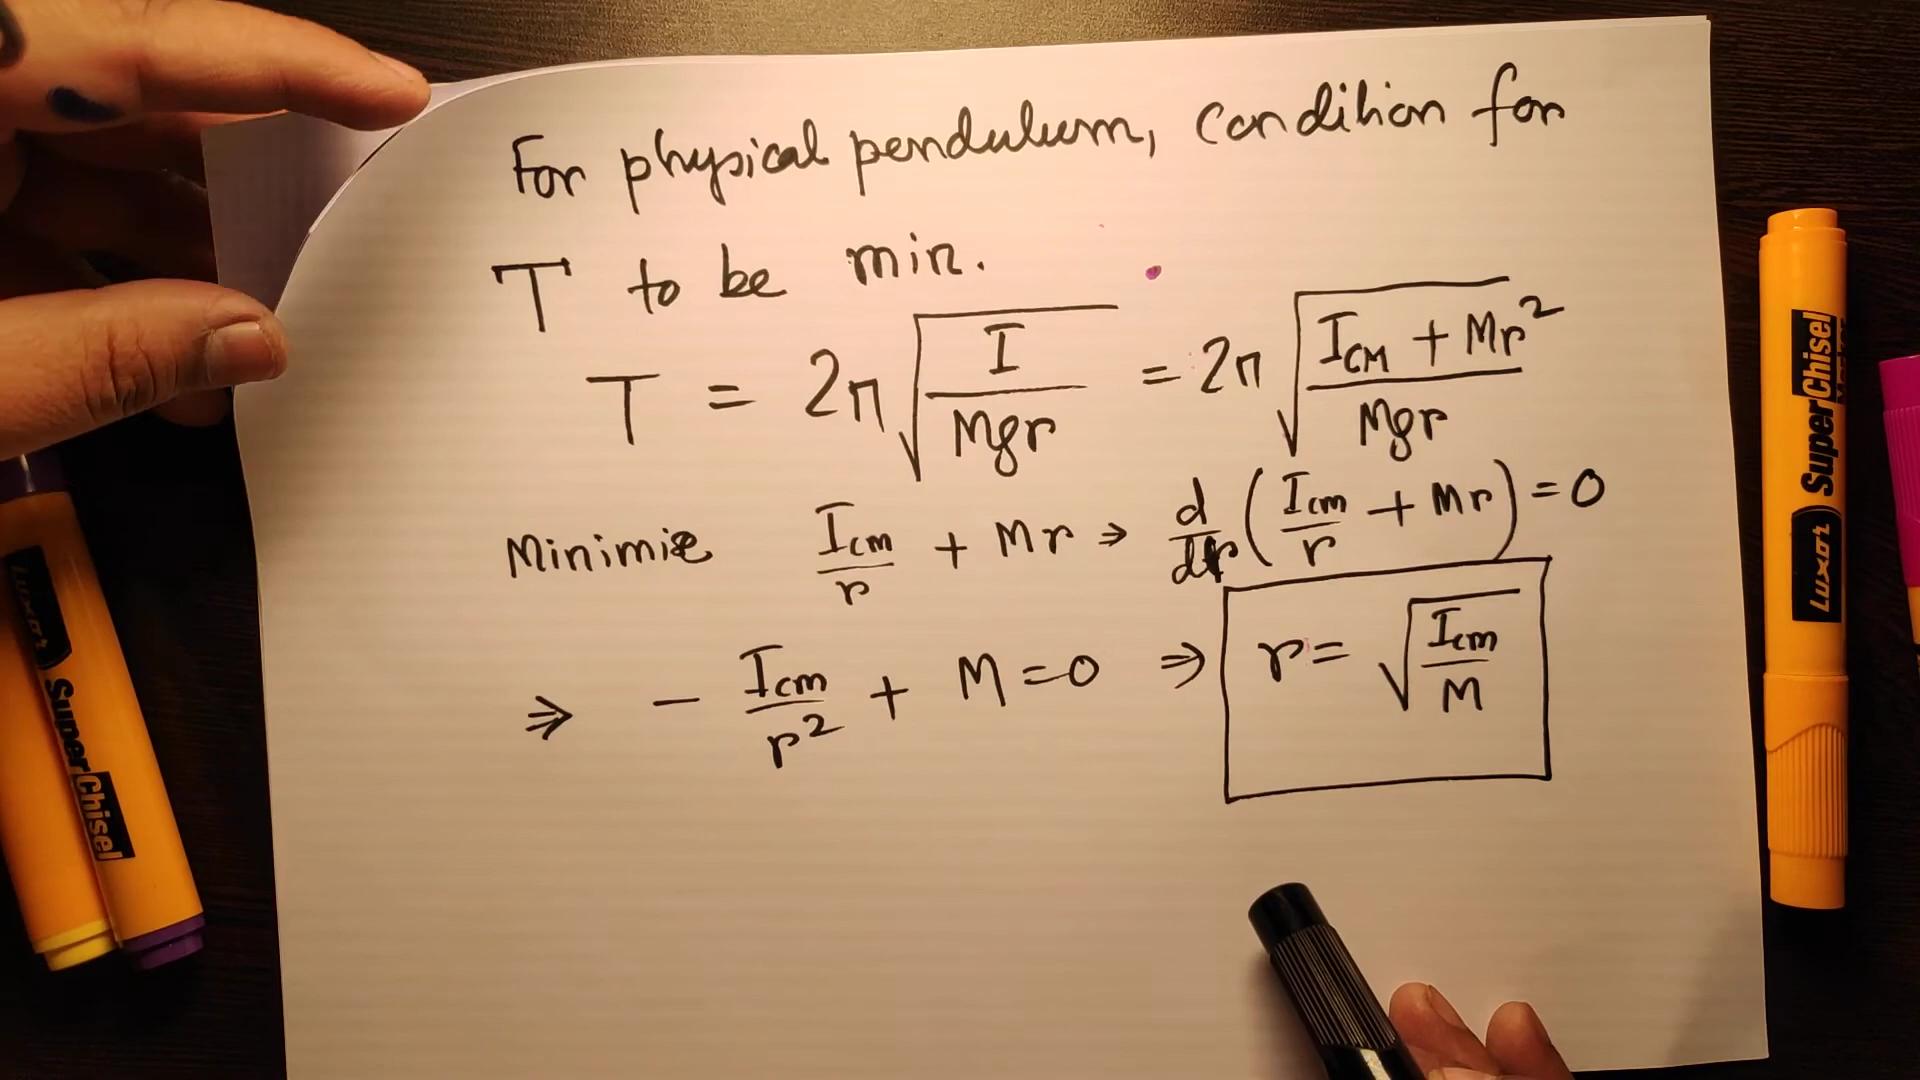 For physical pendulum, condition for
T to be min.
T = 2π√(I/Mgr) = 2π√((I_CM + Mr²)/Mgr)
Minimize I_cm/r + Mr ⇒ d/dr (I_cm/r + Mr) = 0
⇒ - I_cm/r² + M = 0 ⇒ r = √(I_cm/M)
Luxor SuperChisel
Luxor SuperChisel